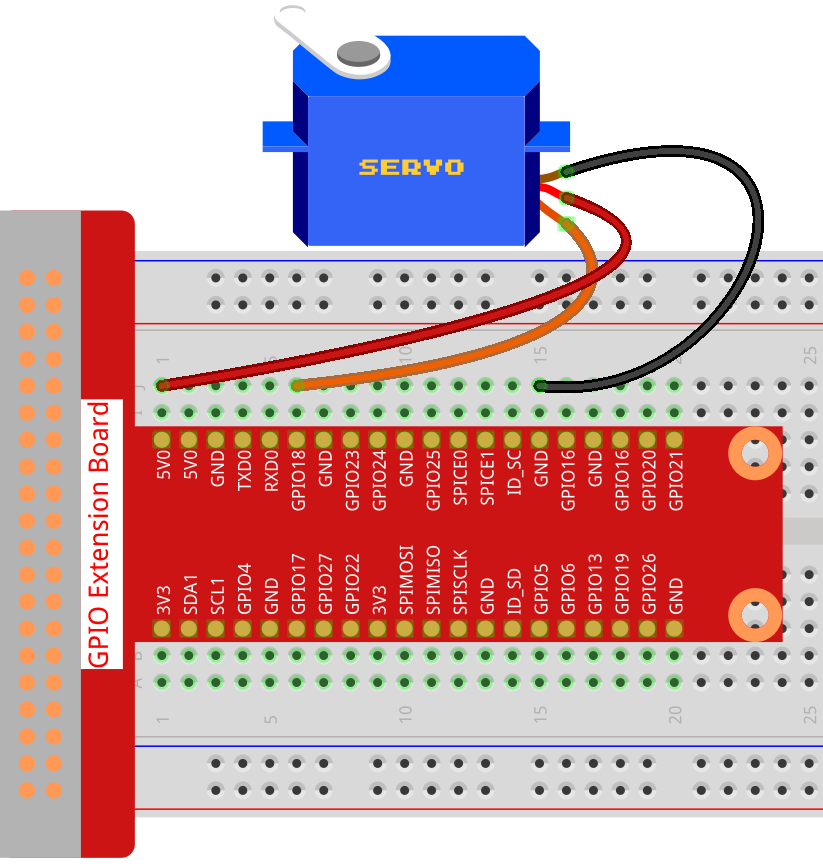 SERVO
1
5
10
15
25
J
I
GPIO Extension Board
5V0
5V0
GND
TXD0
RXD0
GPIO18
GND
GPIO23
GPIO24
GND
GPIO25
SPICE0
SPICE1
ID_SC
GND
GPIO16
GND
GPIO16
GPIO20
GPIO21
3V3
SDA1
SCL1
GPIO4
GND
GPIO17
GPIO27
GPIO22
3V3
SPIMOSI
SPIMISO
SPISCLK
GND
ID_SD
GPIO5
GPIO6
GPIO13
GPIO19
GPIO26
GND
B
A
1
5
10
15
20
25